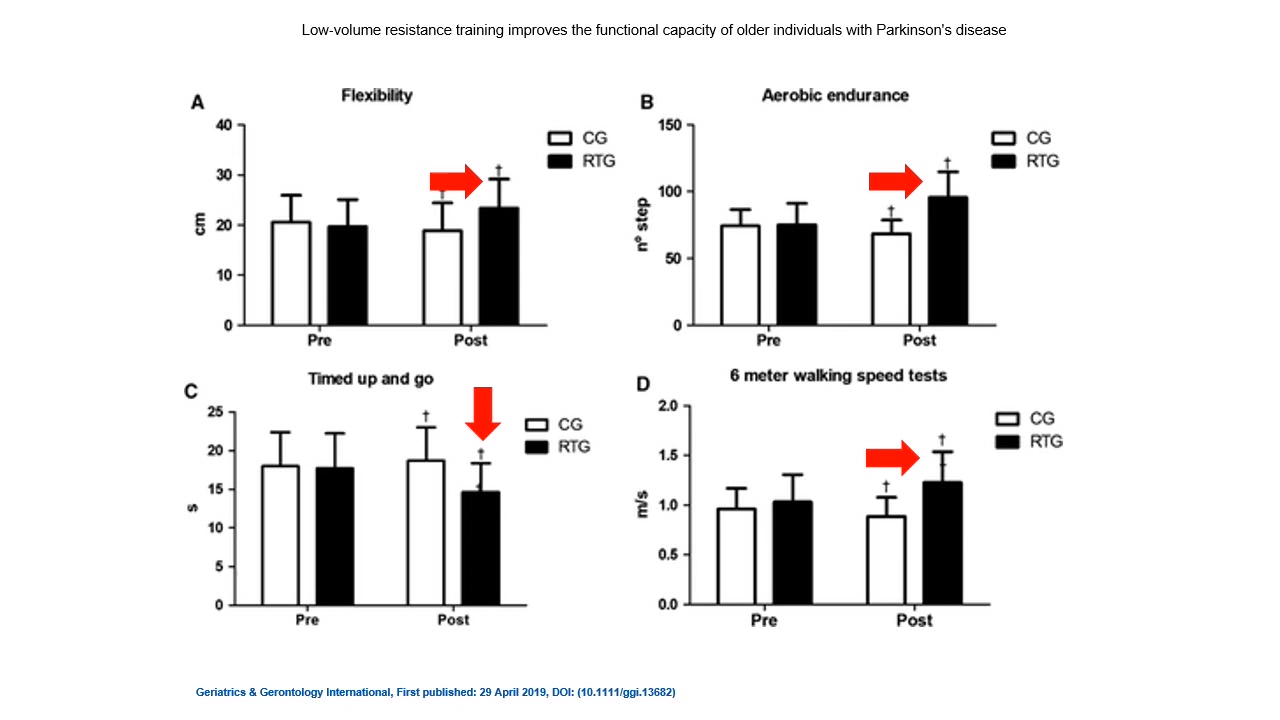 Low-volume resistance training improves the functional capacity of older individuals with Parkinson's disease
A
Flexibility
40
30
20
10
0
cm
CG
RTG
†
†
Pre
Post
B
Aerobic endurance
150
100
50
0
nº step
CG
RTG
†
†
Pre
Post
C
Timed up and go
25
20
15
10
5
0
s
CG
RTG
†
†
Pre
Post
D
6 meter walking speed tests
2.0
1.5
1.0
0.5
0.0
m/s
CG
RTG
†
†
Pre
Post
Geriatrics & Gerontology International, First published: 29 April 2019, DOI: (10.1111/ggi.13682)